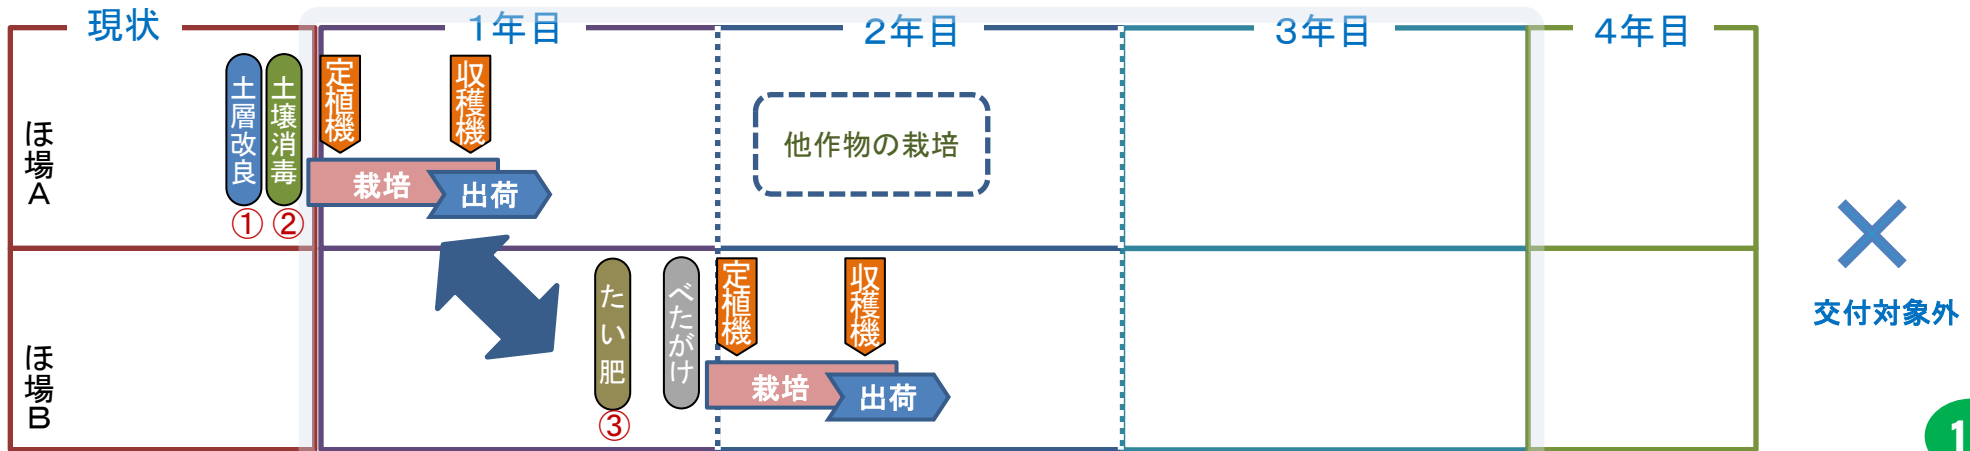 現状
1年目
2年目
3年目
4年目
ほ場A
土層改良
土壌消毒
定植機
収穫機
栽培
出荷
①
②
他作物の栽培
交付対象外
ほ場B
たい肥
べたがけ
定植機
収穫機
栽培
出荷
③
1